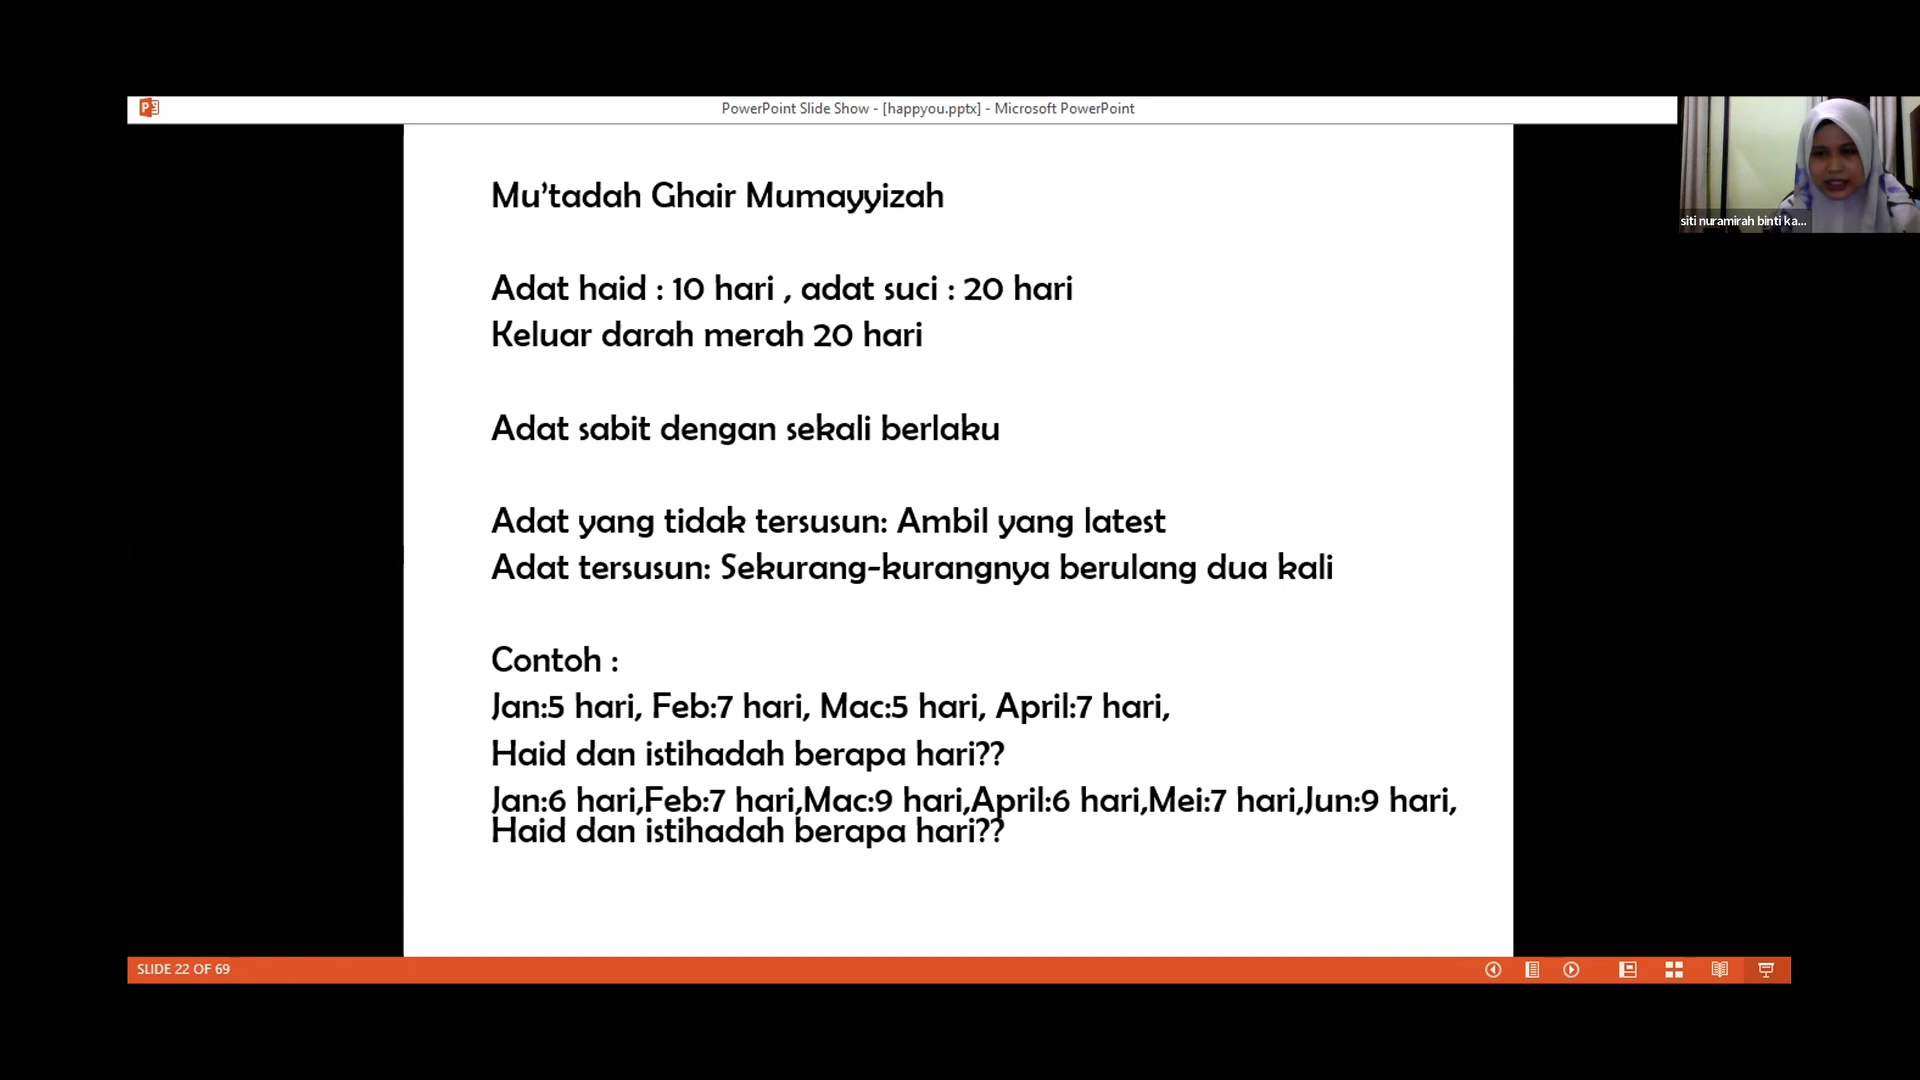 PowerPoint Slide Show - [happyou.pptx] - Microsoft PowerPoint
siti nuramirah binti ka...
Mu'tadah Ghair Mumayyizah
Adat haid : 10 hari , adat suci : 20 hari
Keluar darah merah 20 hari
Adat sabit dengan sekali berlaku
Adat yang tidak tersusun: Ambil yang latest
Adat tersusun: Sekurang-kurangnya berulang dua kali
Contoh :
Jan:5 hari, Feb:7 hari, Mac:5 hari, April:7 hari,
Haid dan istihadah berapa hari??
Jan:6 hari,Feb:7 hari,Mac:9 hari,April:6 hari,Mei:7 hari,Jun:9 hari,
Haid dan istihadah berapa hari??
SLIDE 22 OF 69